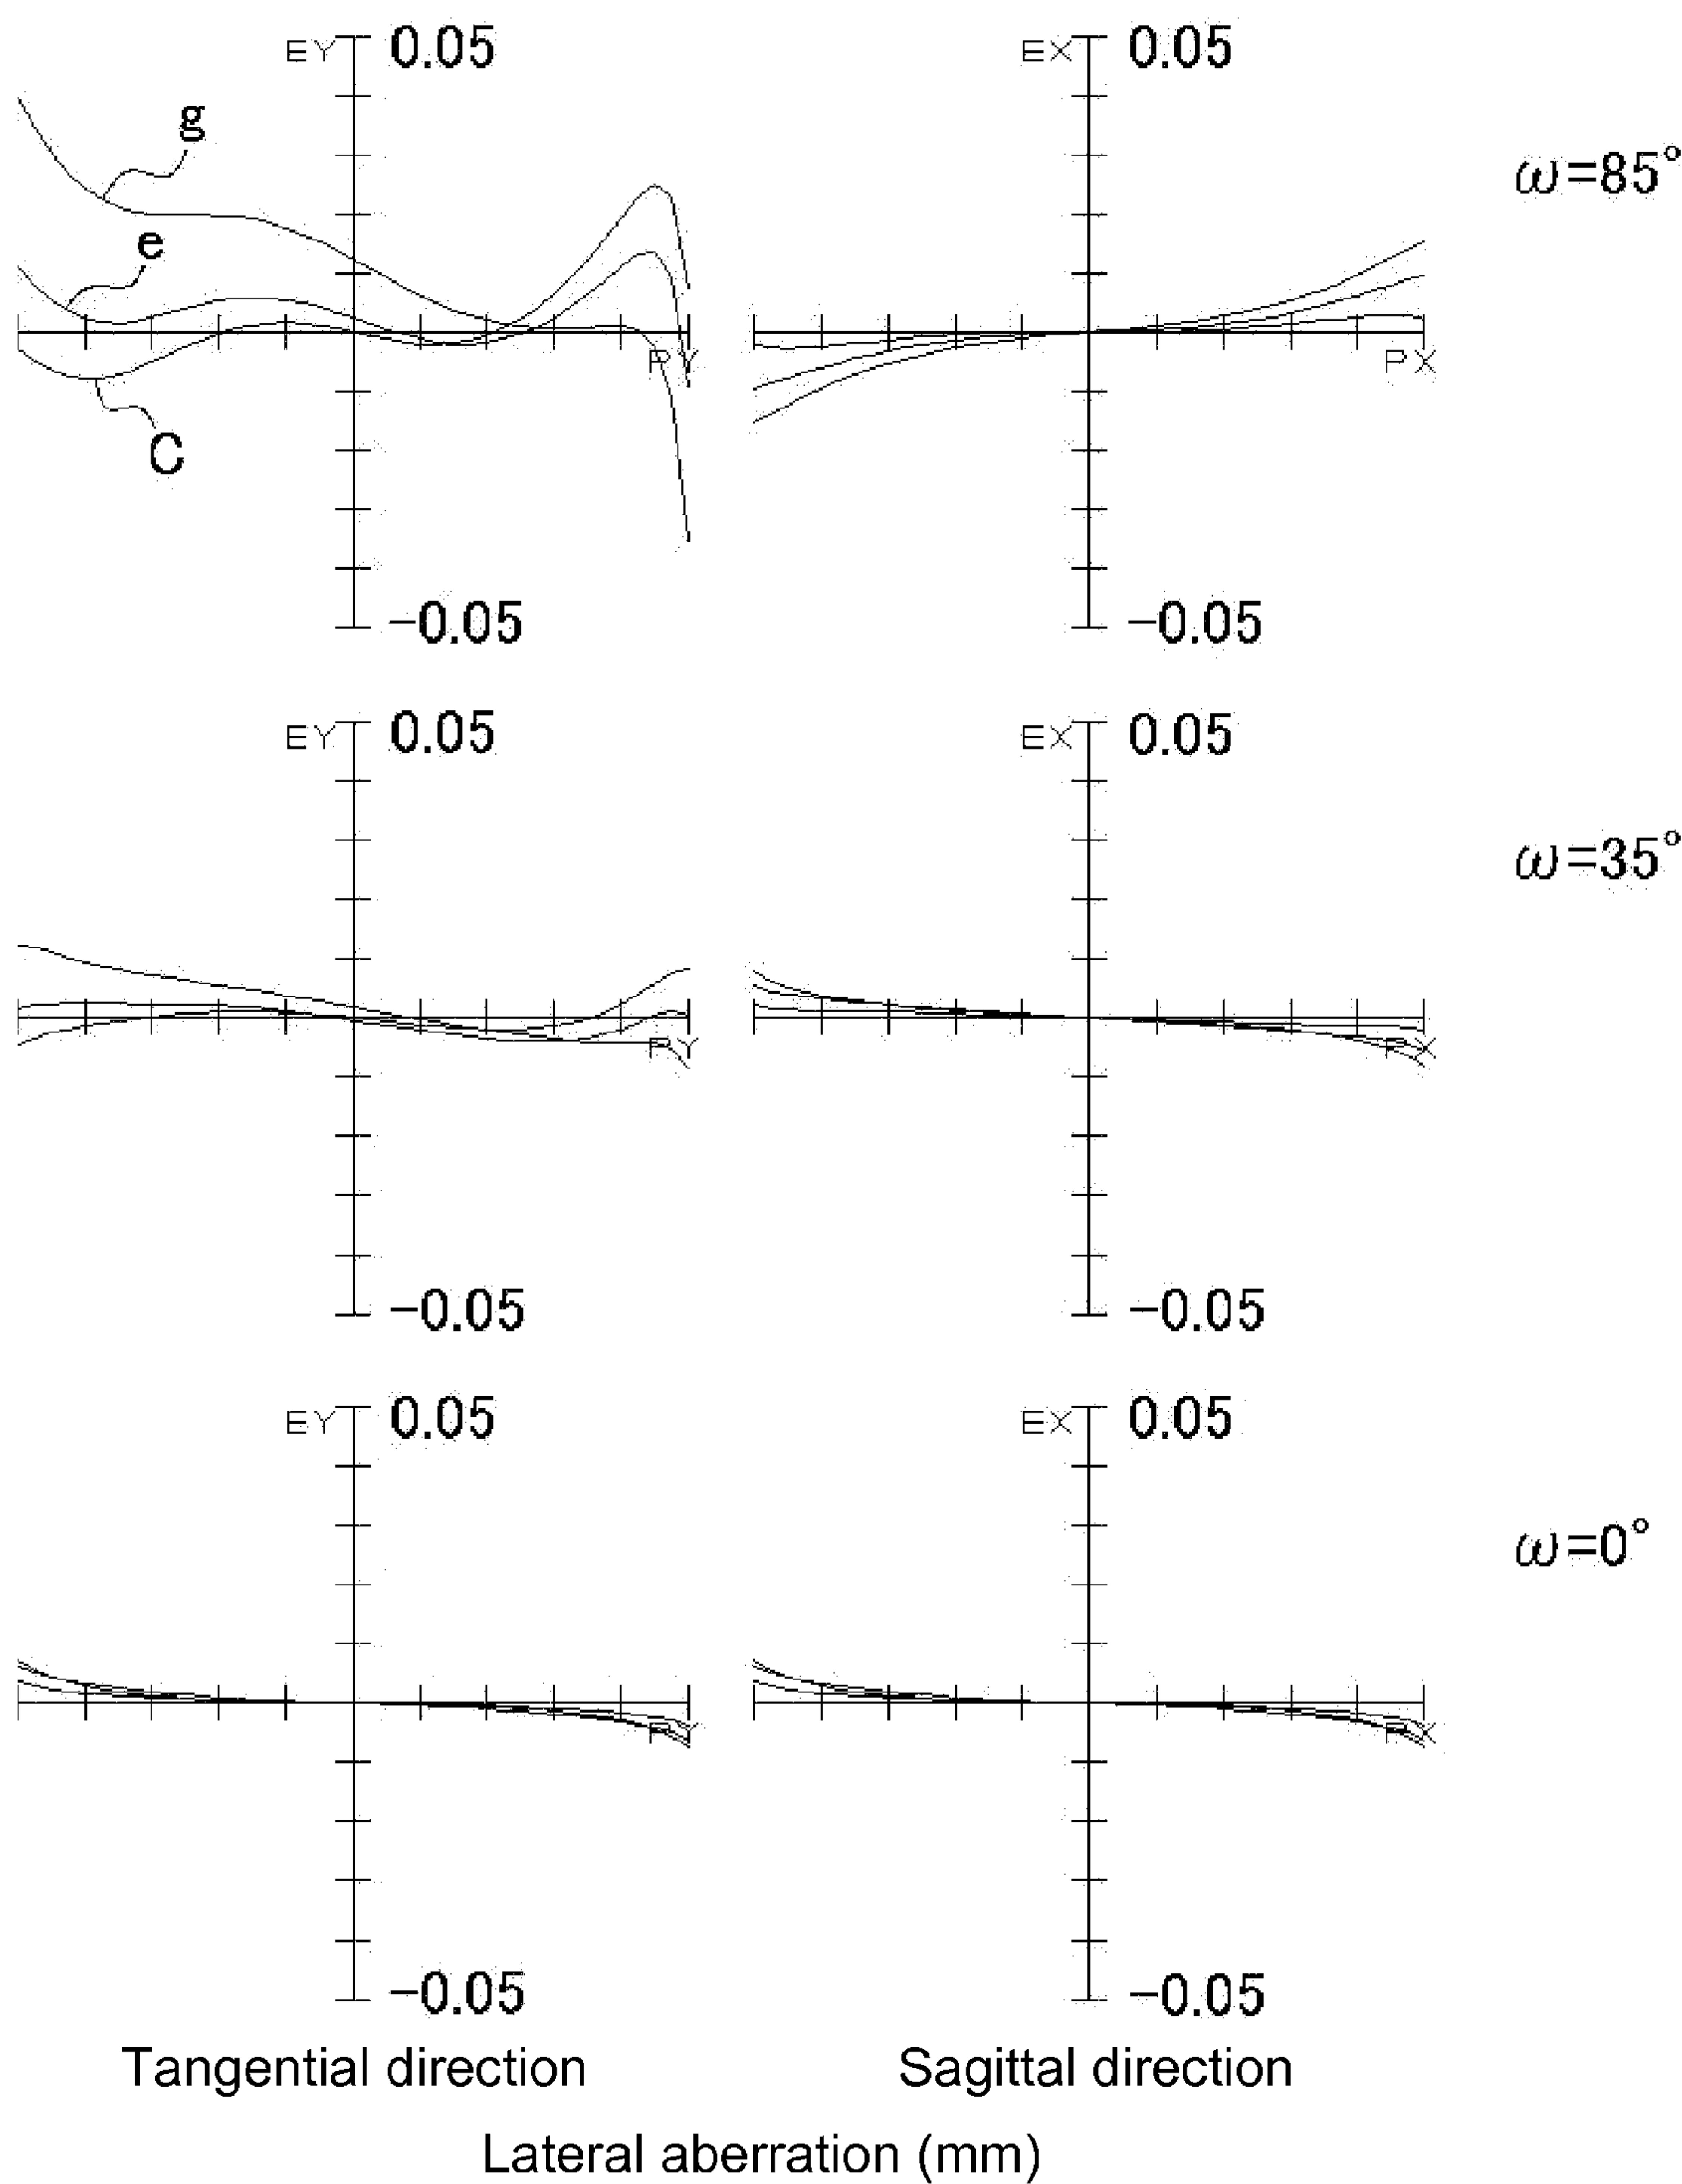 EY 0.05 EX 0.05
g
ω=85°
e
PY PX
C
−0.05 −0.05
EY 0.05 EX 0.05
ω=35°
PY PX
−0.05 −0.05
EY 0.05 EX 0.05
ω=0°
PY PX
−0.05 −0.05
Tangential direction Sagittal direction
Lateral aberration (mm)